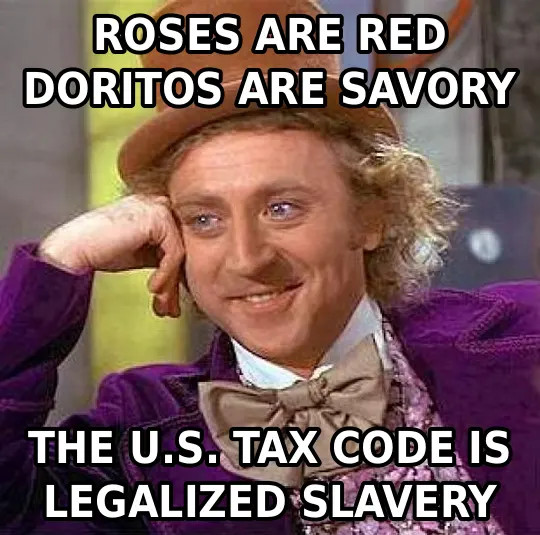 ROSES ARE RED
DORITOS ARE SAVORY
THE U.S. TAX CODE IS
LEGALIZED SLAVERY